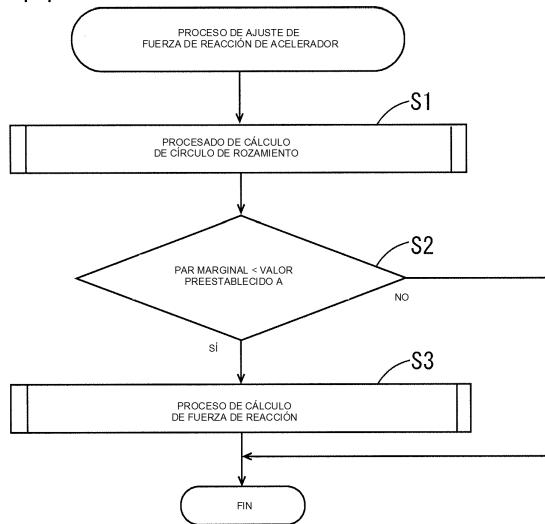 PROCESO DE AJUSTE DE
FUERZA DE REACCIÓN DE ACELERADOR
S1
PROCESADO DE CÁLCULO
DE CÍRCULO DE ROZAMIENTO
S2
PAR MARGINAL < VALOR
PREESTABLECIDO A
NO
SÍ
S3
PROCESO DE CÁLCULO
DE FUERZA DE REACCIÓN
FIN